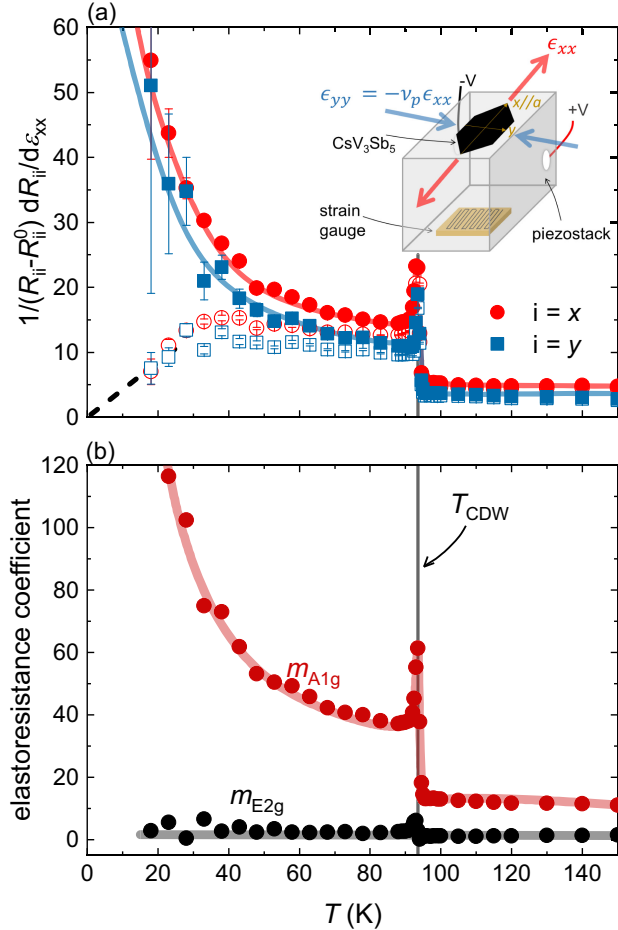 (a)
1/(R_ii-R_ii^0) dR_ii/dε_xx
60
50
40
30
20
10
0
ϵ_xx
ϵ_yy = −ν_p ϵ_xx
-V
x//a
y
+V
CsV₃Sb₅
strain
gauge
piezostack
i = x
i = y
(b)
elastoresistance coefficient
120
100
80
60
40
20
0
T_CDW
m_A1g
m_E2g
0 20 40 60 80 100 120 140
T (K)